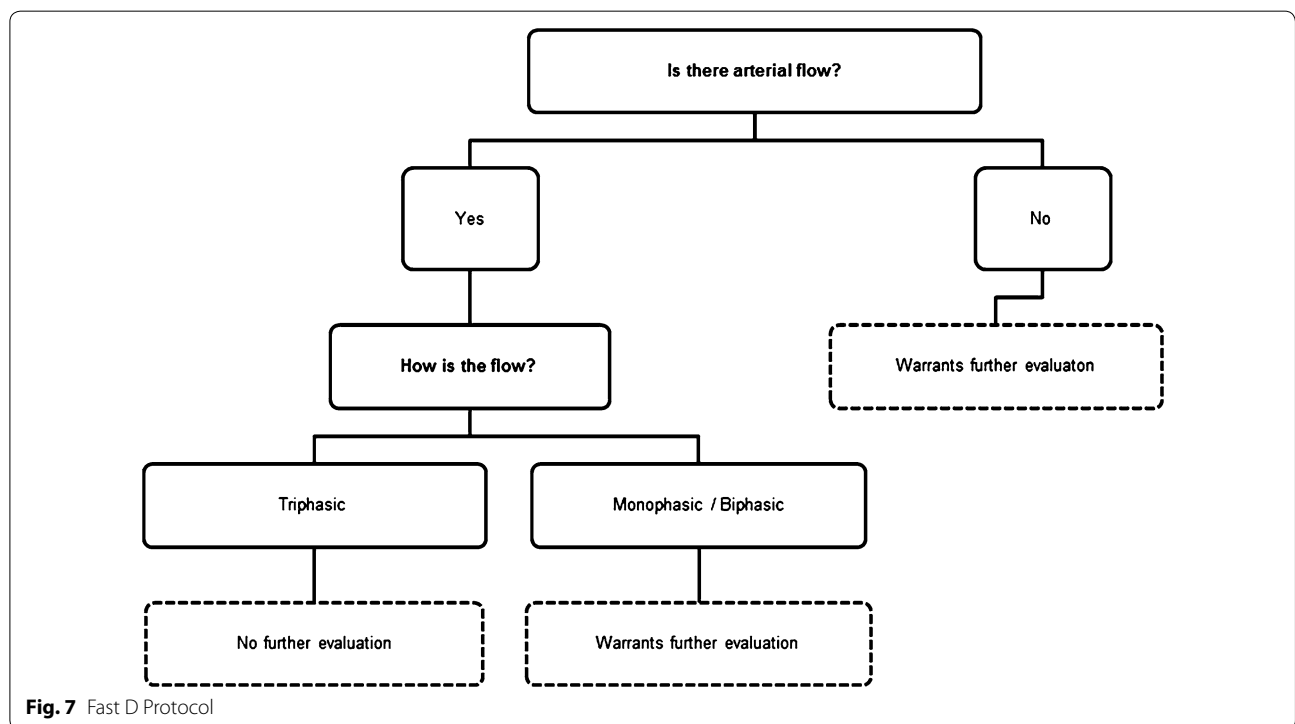 Is there arterial flow?
Yes
No
How is the flow?
Warrants further evaluaton
Triphasic
Monophasic / Biphasic
No further evaluation
Warrants further evaluation
Fig. 7 Fast D Protocol